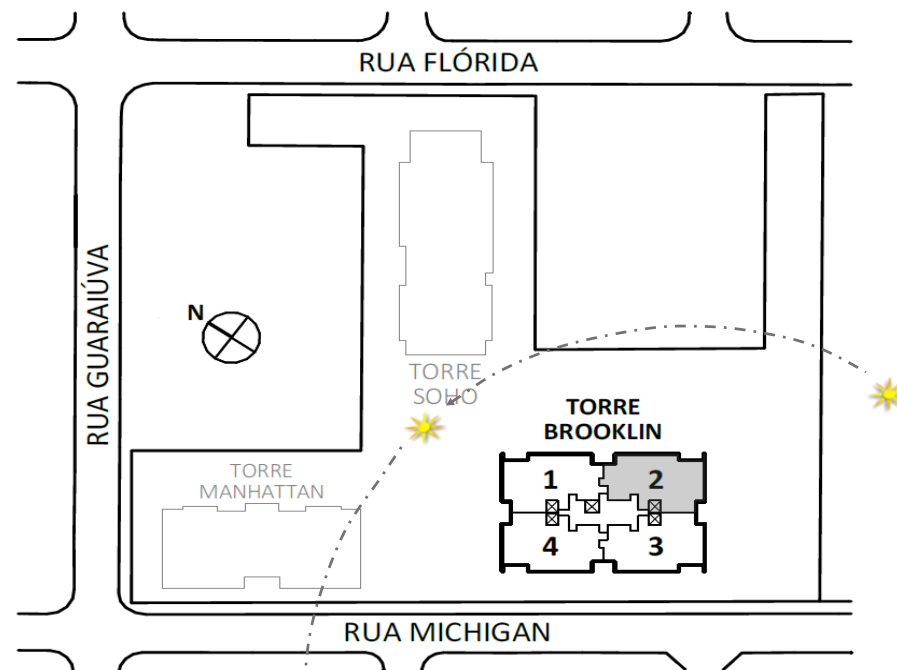 RUA FLÓRIDA
RUA GUARAIÚVA
N
TORRE
SOHO
TORRE
BROOKLIN
TORRE
MANHATTAN
1
2
4
3
RUA MICHIGAN